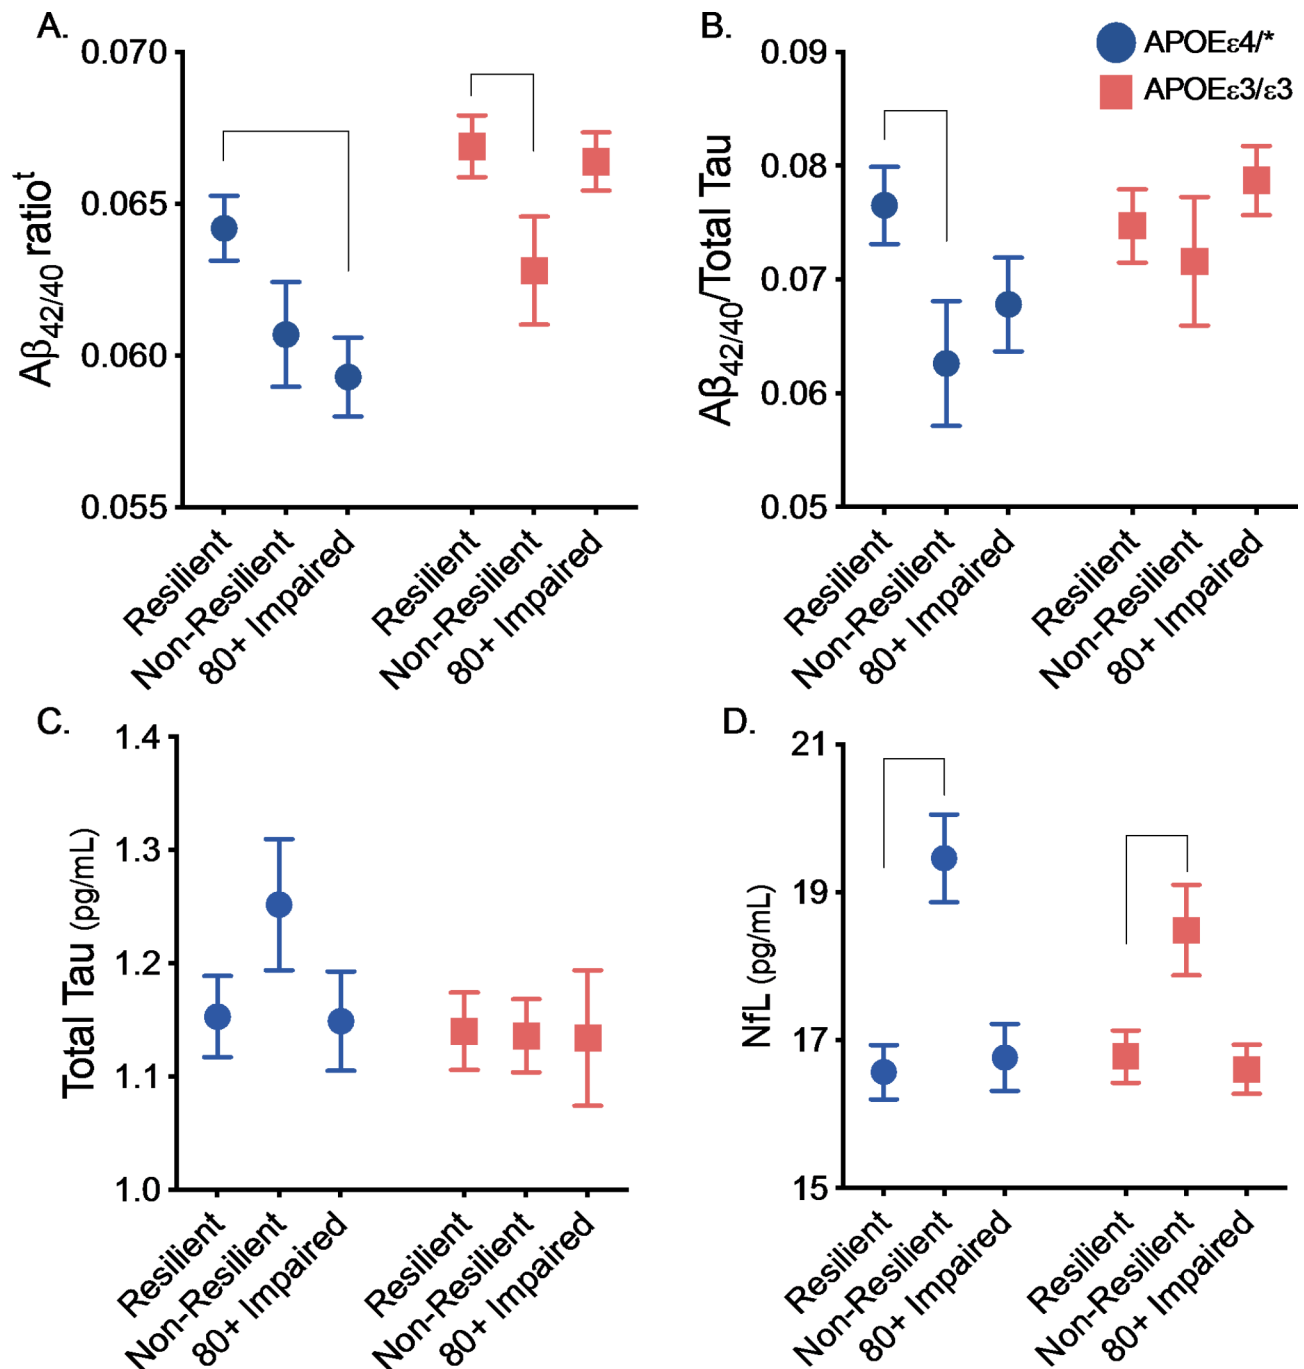 A.
0.070
0.065
0.060
0.055
Aβ42/40 ratio^t
Resilient
Non-Resilient
80+ Impaired
Resilient
Non-Resilient
80+ Impaired
B.
APOEε4/*
APOEε3/ε3
0.09
0.08
0.07
0.06
0.05
Aβ42/40/Total Tau
Resilient
Non-Resilient
80+ Impaired
Resilient
Non-Resilient
80+ Impaired
C.
1.4
1.3
1.2
1.1
1.0
Total Tau (pg/mL)
Resilient
Non-Resilient
80+ Impaired
Resilient
Non-Resilient
80+ Impaired
D.
21
19
17
15
NfL (pg/mL)
Resilient
Non-Resilient
80+ Impaired
Resilient
Non-Resilient
80+ Impaired